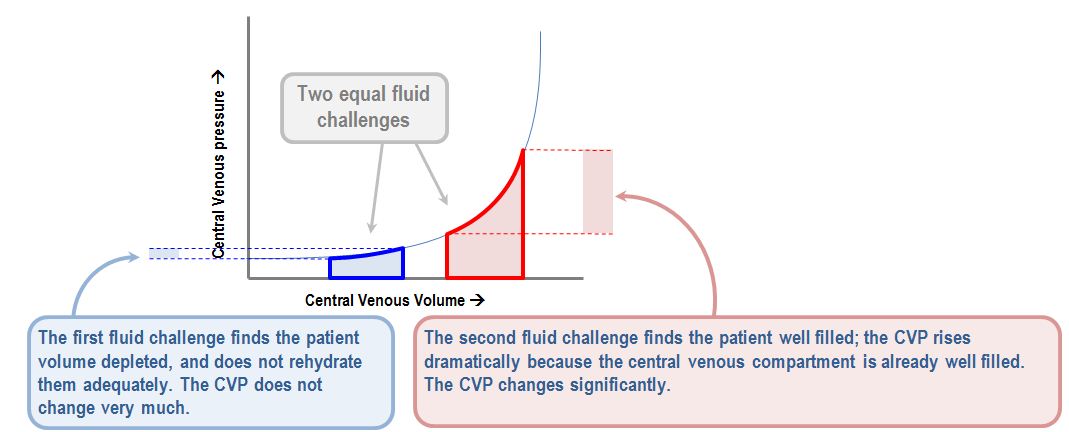 Two equal fluid
challenges
Central Venous pressure →
Central Venous Volume →
The first fluid challenge finds the patient
volume depleted, and does not rehydrate
them adequately. The CVP does not
change very much.
The second fluid challenge finds the patient well filled; the CVP rises
dramatically because the central venous compartment is already well filled.
The CVP changes significantly.